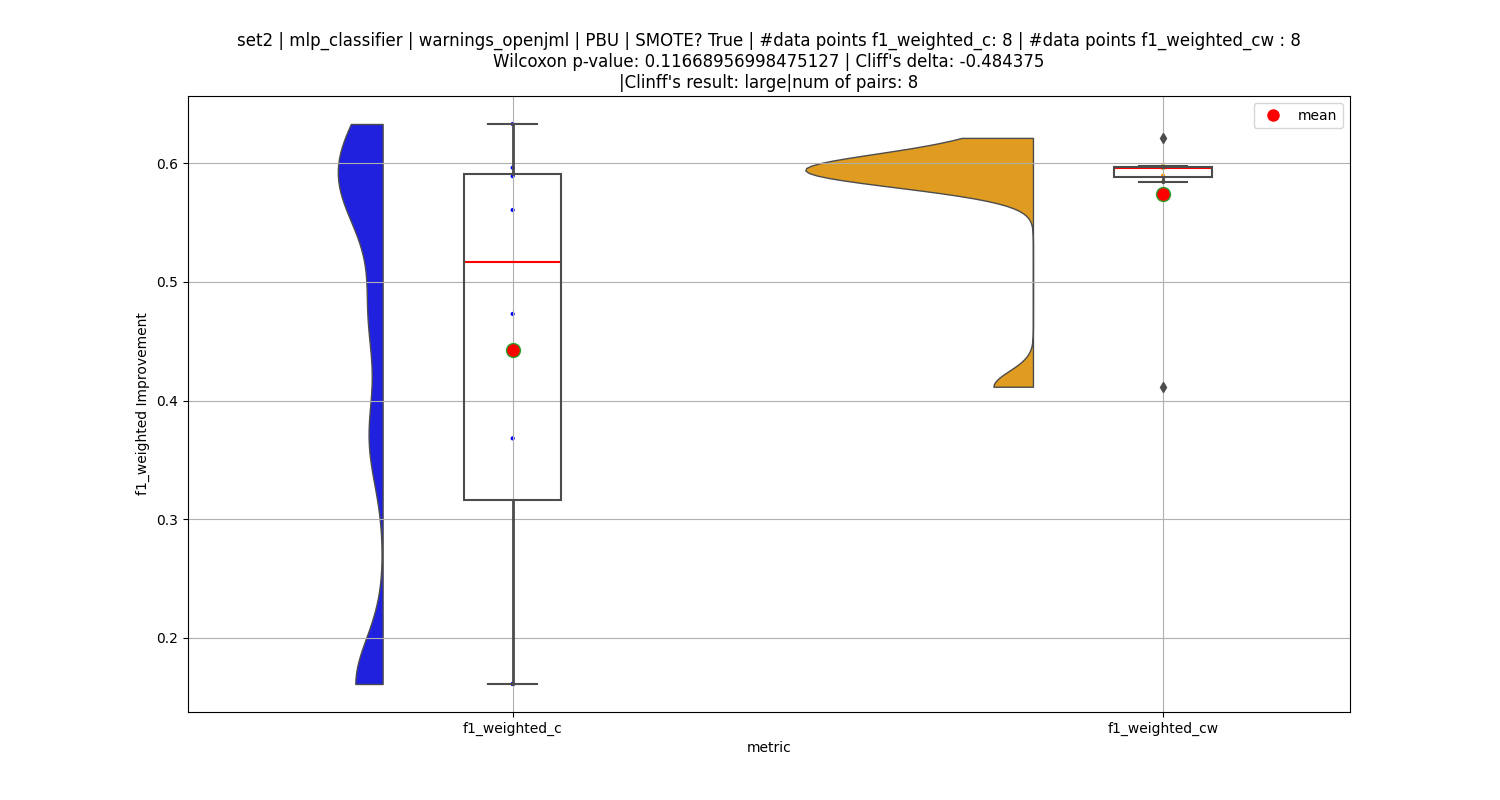 set2 | mlp_classifier | warnings_openjml | PBU | SMOTE? True | #data points f1_weighted_c: 8 | #data points f1_weighted_cw : 8
Wilcoxon p-value: 0.11668956998475127 | Cliff's delta: -0.484375
|Clinff's result: large|num of pairs: 8
mean
0.6
0.5
0.4
0.3
0.2
f1_weighted Improvement
f1_weighted_c
f1_weighted_cw
metric